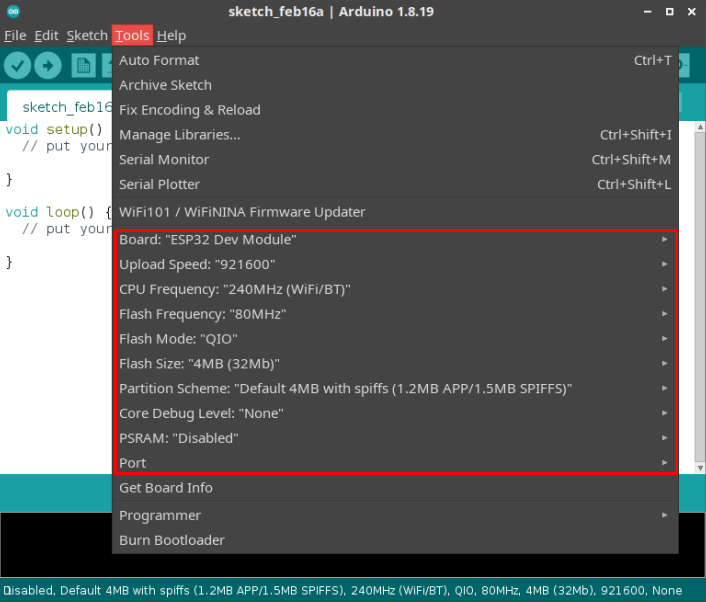 sketch_feb16a | Arduino 1.8.19
File Edit Sketch Tools Help
Auto Format Ctrl+T
Archive Sketch
Fix Encoding & Reload
Manage Libraries... Ctrl+Shift+I
Serial Monitor Ctrl+Shift+M
Serial Plotter Ctrl+Shift+L
WiFi101 / WiFiNINA Firmware Updater
Board: "ESP32 Dev Module"
Upload Speed: "921600"
CPU Frequency: "240MHz (WiFi/BT)"
Flash Frequency: "80MHz"
Flash Mode: "QIO"
Flash Size: "4MB (32Mb)"
Partition Scheme: "Default 4MB with spiffs (1.2MB APP/1.5MB SPIFFS)"
Core Debug Level: "None"
PSRAM: "Disabled"
Port
Get Board Info
Programmer
Burn Bootloader
sketch_feb16
void setup()
// put your
}
void loop() {
// put your
}
Disabled, Default 4MB with spiffs (1.2MB APP/1.5MB SPIFFS), 240MHz (WiFi/BT), QIO, 80MHz, 4MB (32Mb), 921600, None